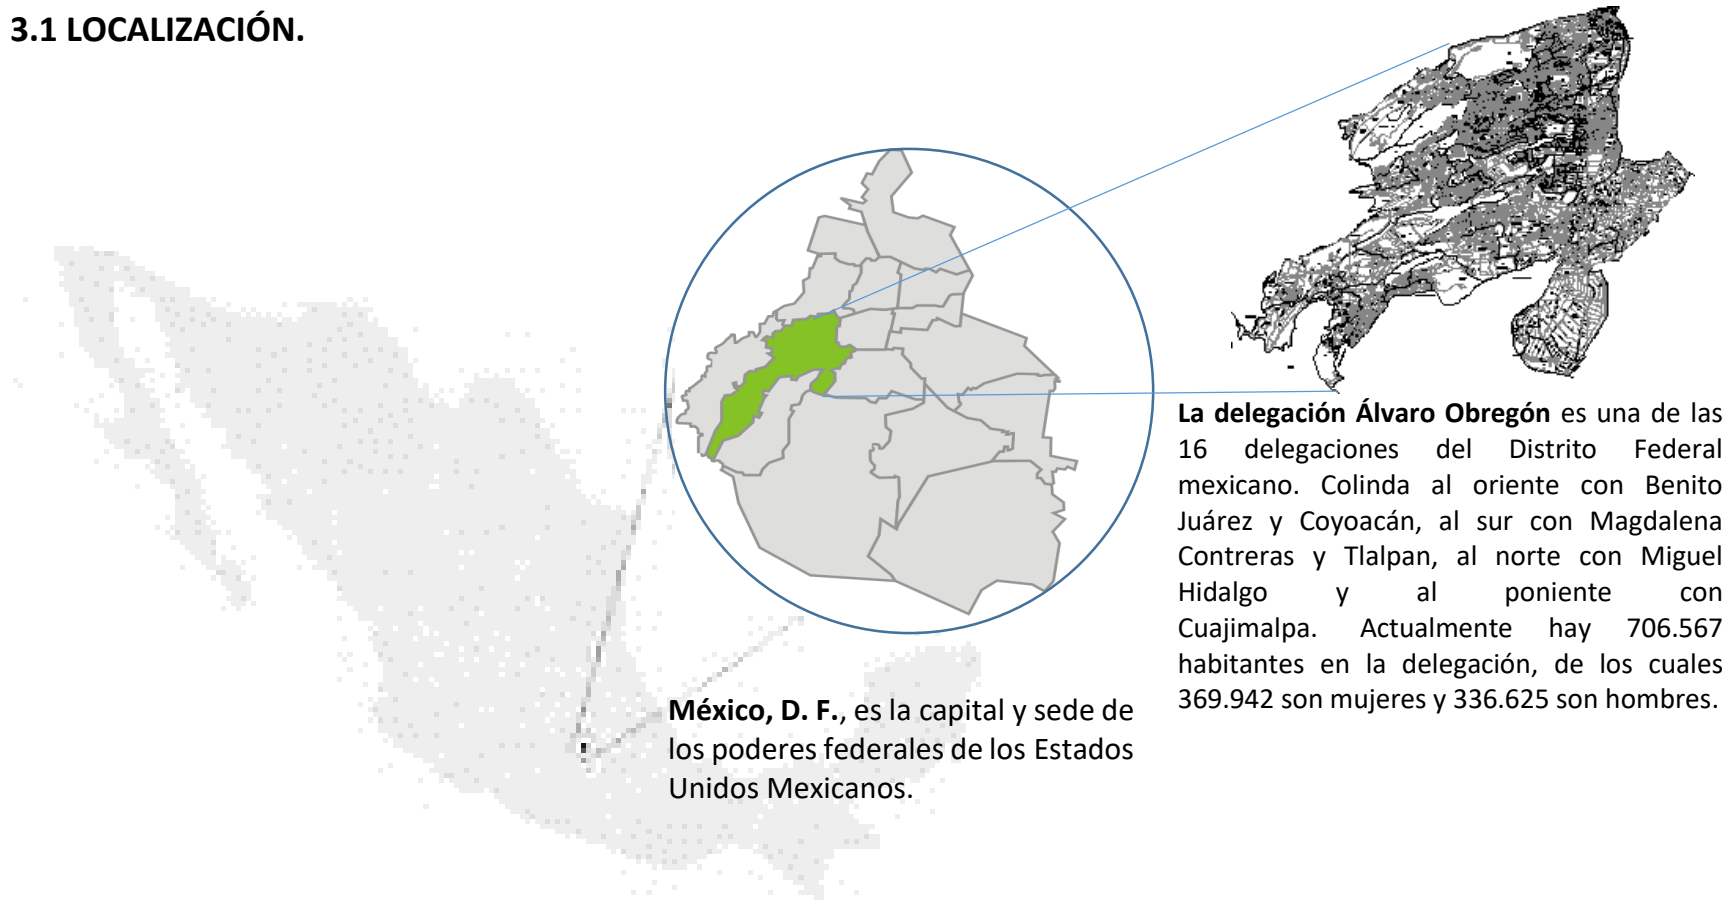 3.1 LOCALIZACIÓN.
México, D. F., es la capital y sede de
los poderes federales de los Estados
Unidos Mexicanos.
La delegación Álvaro Obregón es una de las
16 delegaciones del Distrito Federal
mexicano. Colinda al oriente con Benito
Juárez y Coyoacán, al sur con Magdalena
Contreras y Tlalpan, al norte con Miguel
Hidalgo y al poniente con
Cuajimalpa. Actualmente hay 706.567
habitantes en la delegación, de los cuales
369.942 son mujeres y 336.625 son hombres.